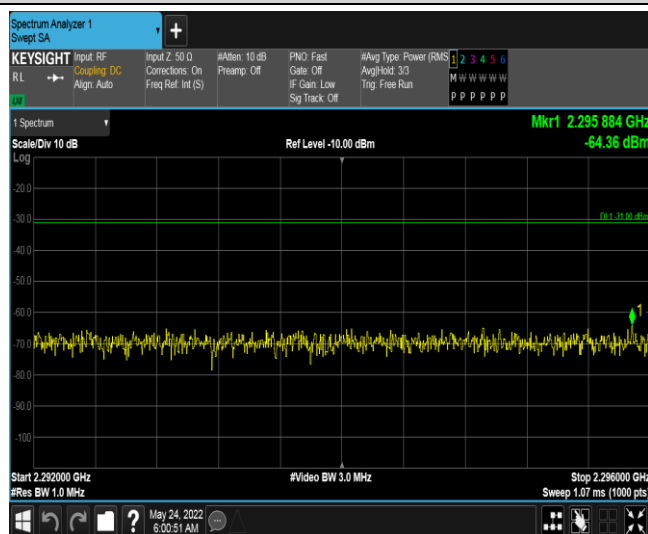 Spectrum Analyzer 1
Swept SA
+
KEYSIGHT
RL
LXI
Input: RF
Coupling: DC
Align: Auto
Input Z: 50 Ω
Corrections: On
Freq Ref: Int (S)
#Atten: 10 dB
Preamp: Off
PNO: Fast
Gate: Off
IF Gain: Low
Sig Track: Off
#Avg Type: Power (RMS
Avg|Hold: 3/3
Trig: Free Run
1 2 3 4 5 6
M W W W W W
P P P P P P
1 Spectrum
Mkr1 2.295 884 GHz
Scale/Div 10 dB
Ref Level -10.00 dBm
-64.36 dBm
Log
-20.0
-30.0
DL1 -31.00 dBm
-40.0
-50.0
-60.0
1
-70.0
-80.0
-90.0
-100
Start 2.292000 GHz
#Video BW 3.0 MHz
Stop 2.296000 GHz
#Res BW 1.0 MHz
Sweep 1.07 ms (1000 pts)
?
May 24, 2022
6:00:51 AM